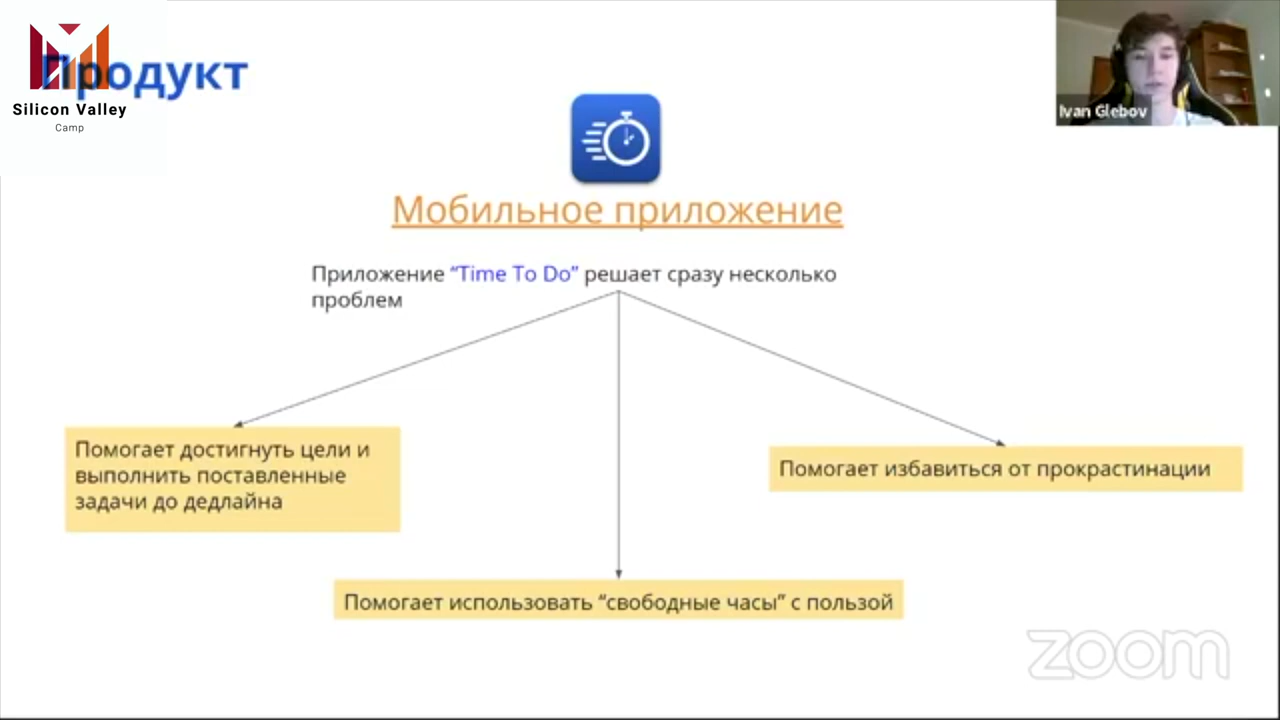 Продукт
Silicon Valley
Camp
Ivan Glebov
Мобильное приложение
Приложение “Time To Do” решает сразу несколько
проблем
Помогает достигнуть цели и
выполнить поставленные
задачи до дедлайна
Помогает избавиться от прокрастинации
Помогает использовать “свободные часы” с пользой
zoom